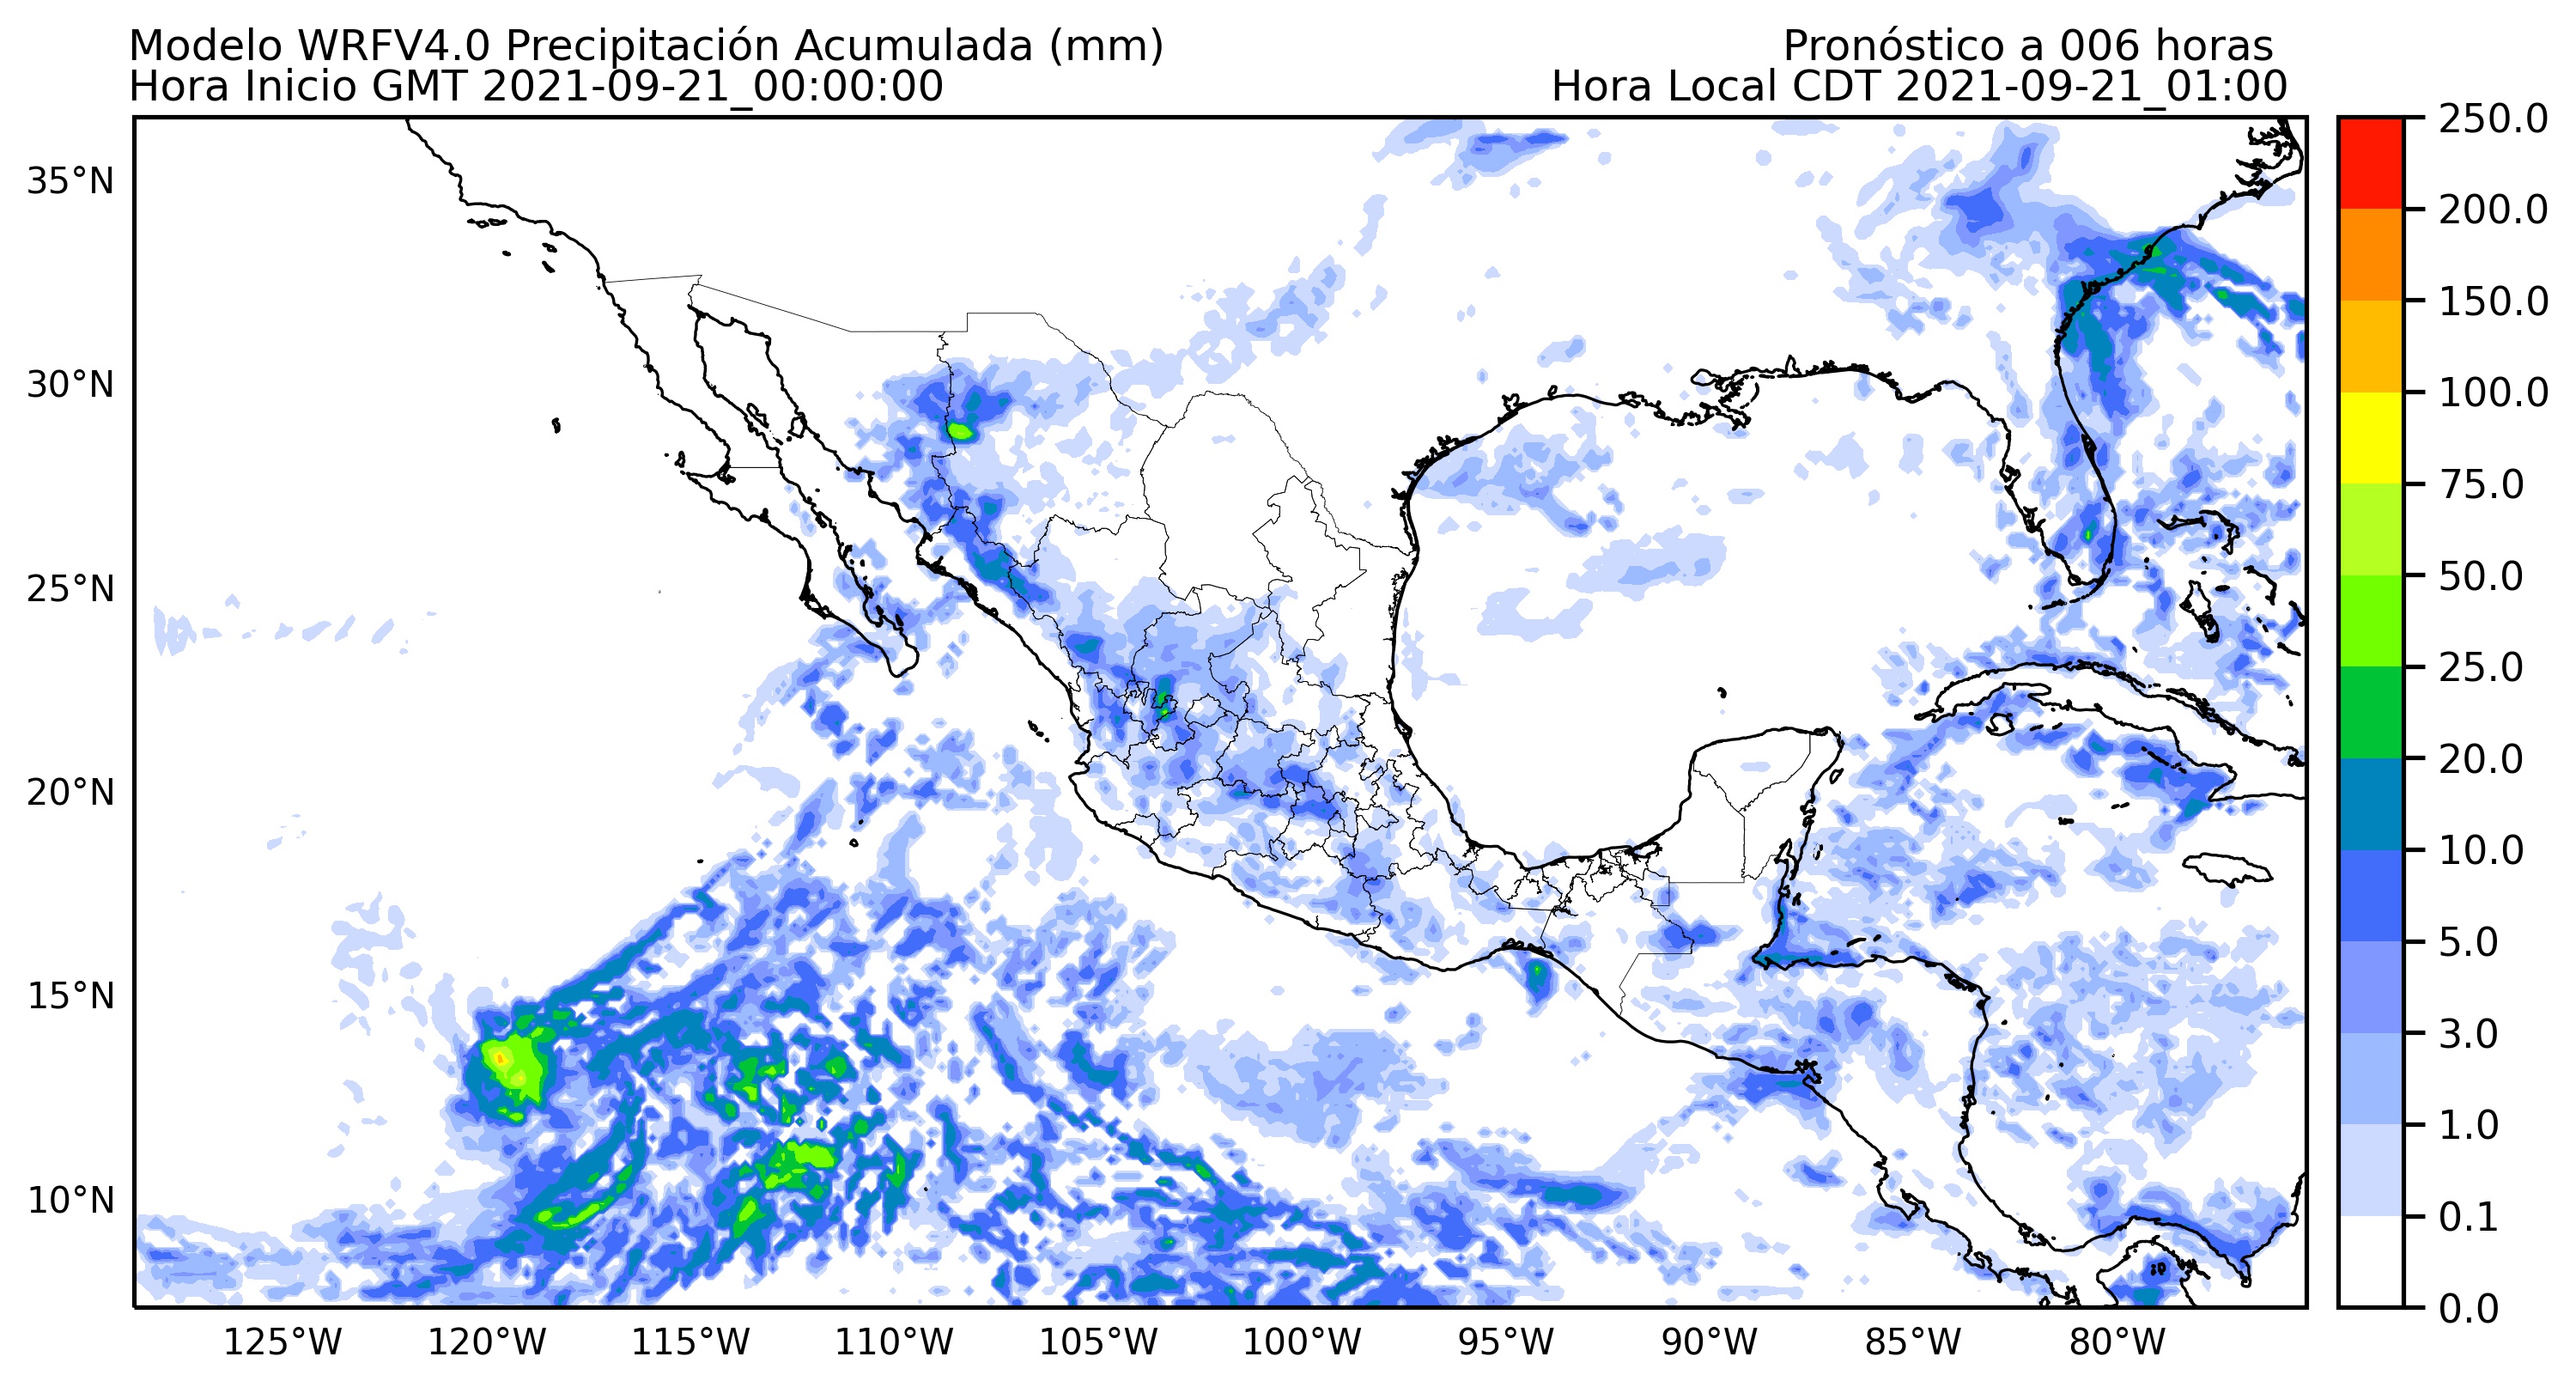 Modelo WRFV4.0 Precipitación Acumulada (mm)
Pronóstico a 006 horas
Hora Inicio GMT 2021-09-21_00:00:00
Hora Local CDT 2021-09-21_01:00
35°N
30°N
25°N
20°N
15°N
10°N
125°W
120°W
115°W
110°W
105°W
100°W
95°W
90°W
85°W
80°W
250.0
200.0
150.0
100.0
75.0
50.0
25.0
20.0
10.0
5.0
3.0
1.0
0.1
0.0